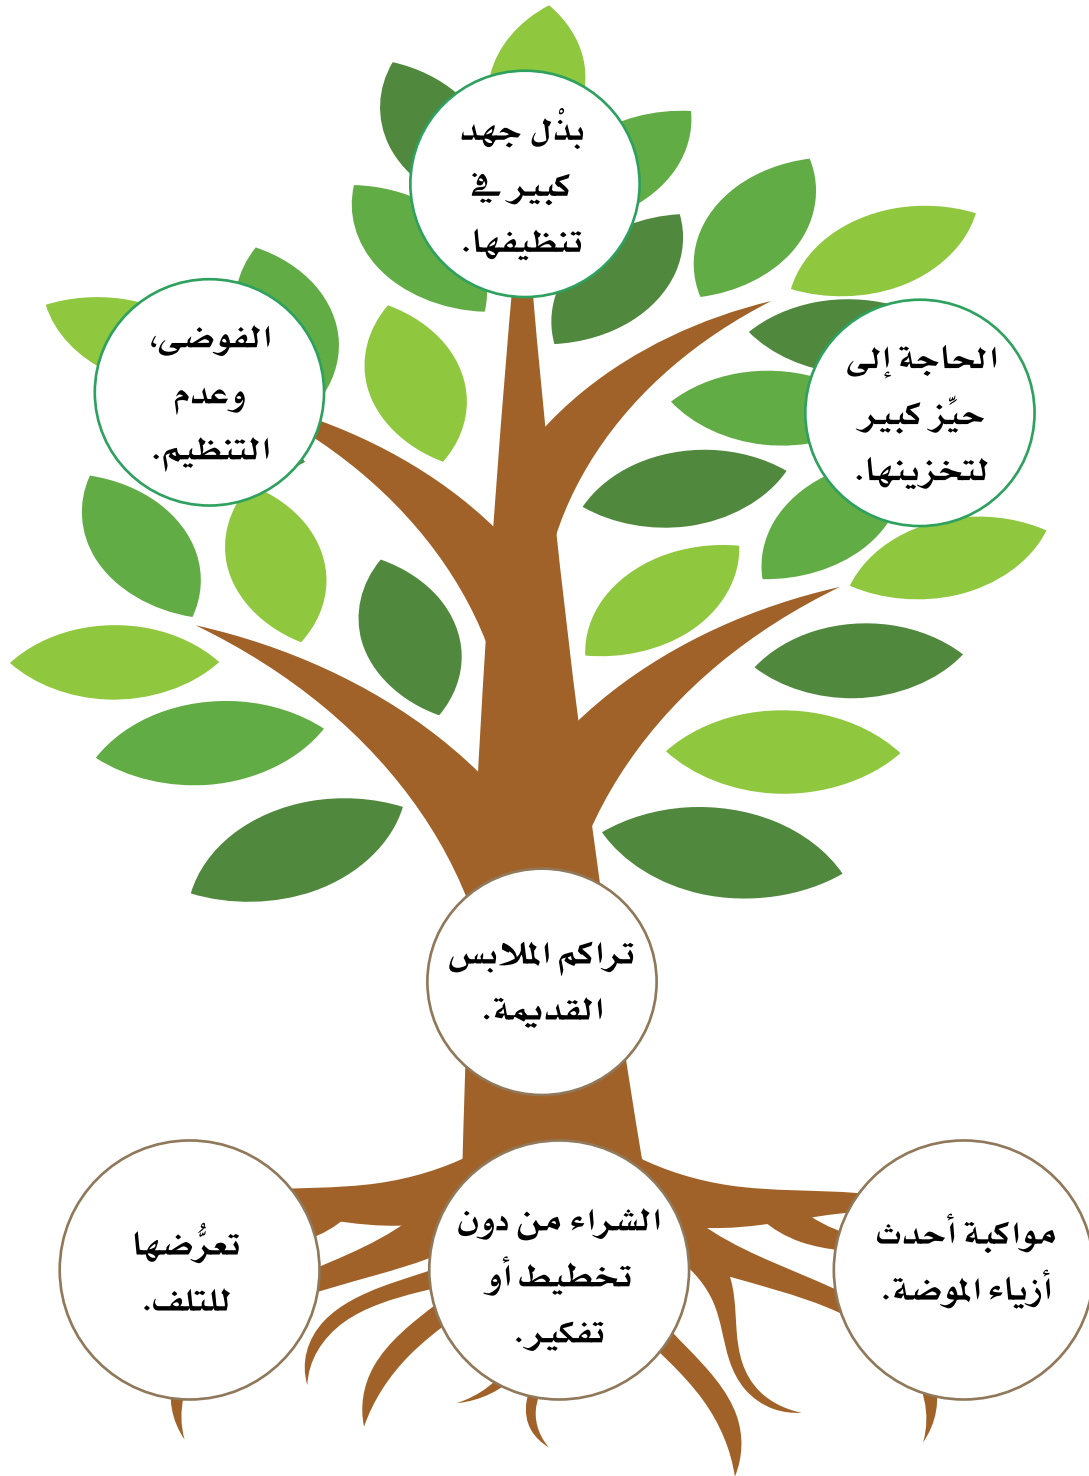 بذْل جهد
كبير في
تنظيفها.
الحاجة إلى
حيِّز كبير
لتخزينها.
الفوضى،
وعدم
التنظيم.
تراكم الملابس
القديمة.
مواكبة أحدث
أزياء الموضة.
الشراء من دون
تخطيط أو
تفكير.
تعرُّضها
للتلف.